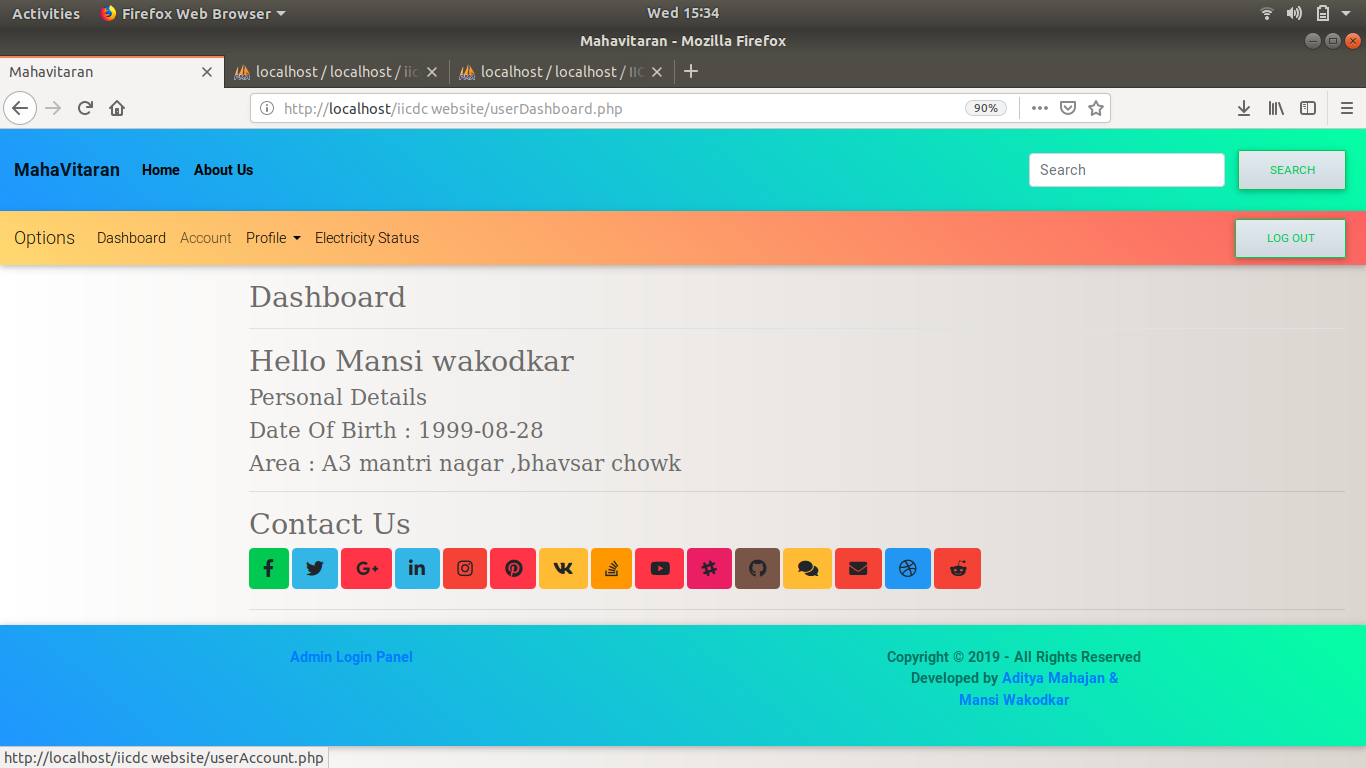 Activities Firefox Web Browser Wed 15:34
Mahavitaran - Mozilla Firefox
Mahavitaran localhost / localhost / iic localhost / localhost / IIC
http://localhost/iicdc website/userDashboard.php 90%
MahaVitaran Home About Us Search SEARCH
Options Dashboard Account Profile Electricity Status LOG OUT
Dashboard
Hello Mansi wakodkar
Personal Details
Date Of Birth : 1999-08-28
Area : A3 mantri nagar ,bhavsar chowk
Contact Us
Admin Login Panel
Copyright © 2019 - All Rights Reserved
Developed by Aditya Mahajan &
Mansi Wakodkar
http://localhost/iicdc website/userAccount.php